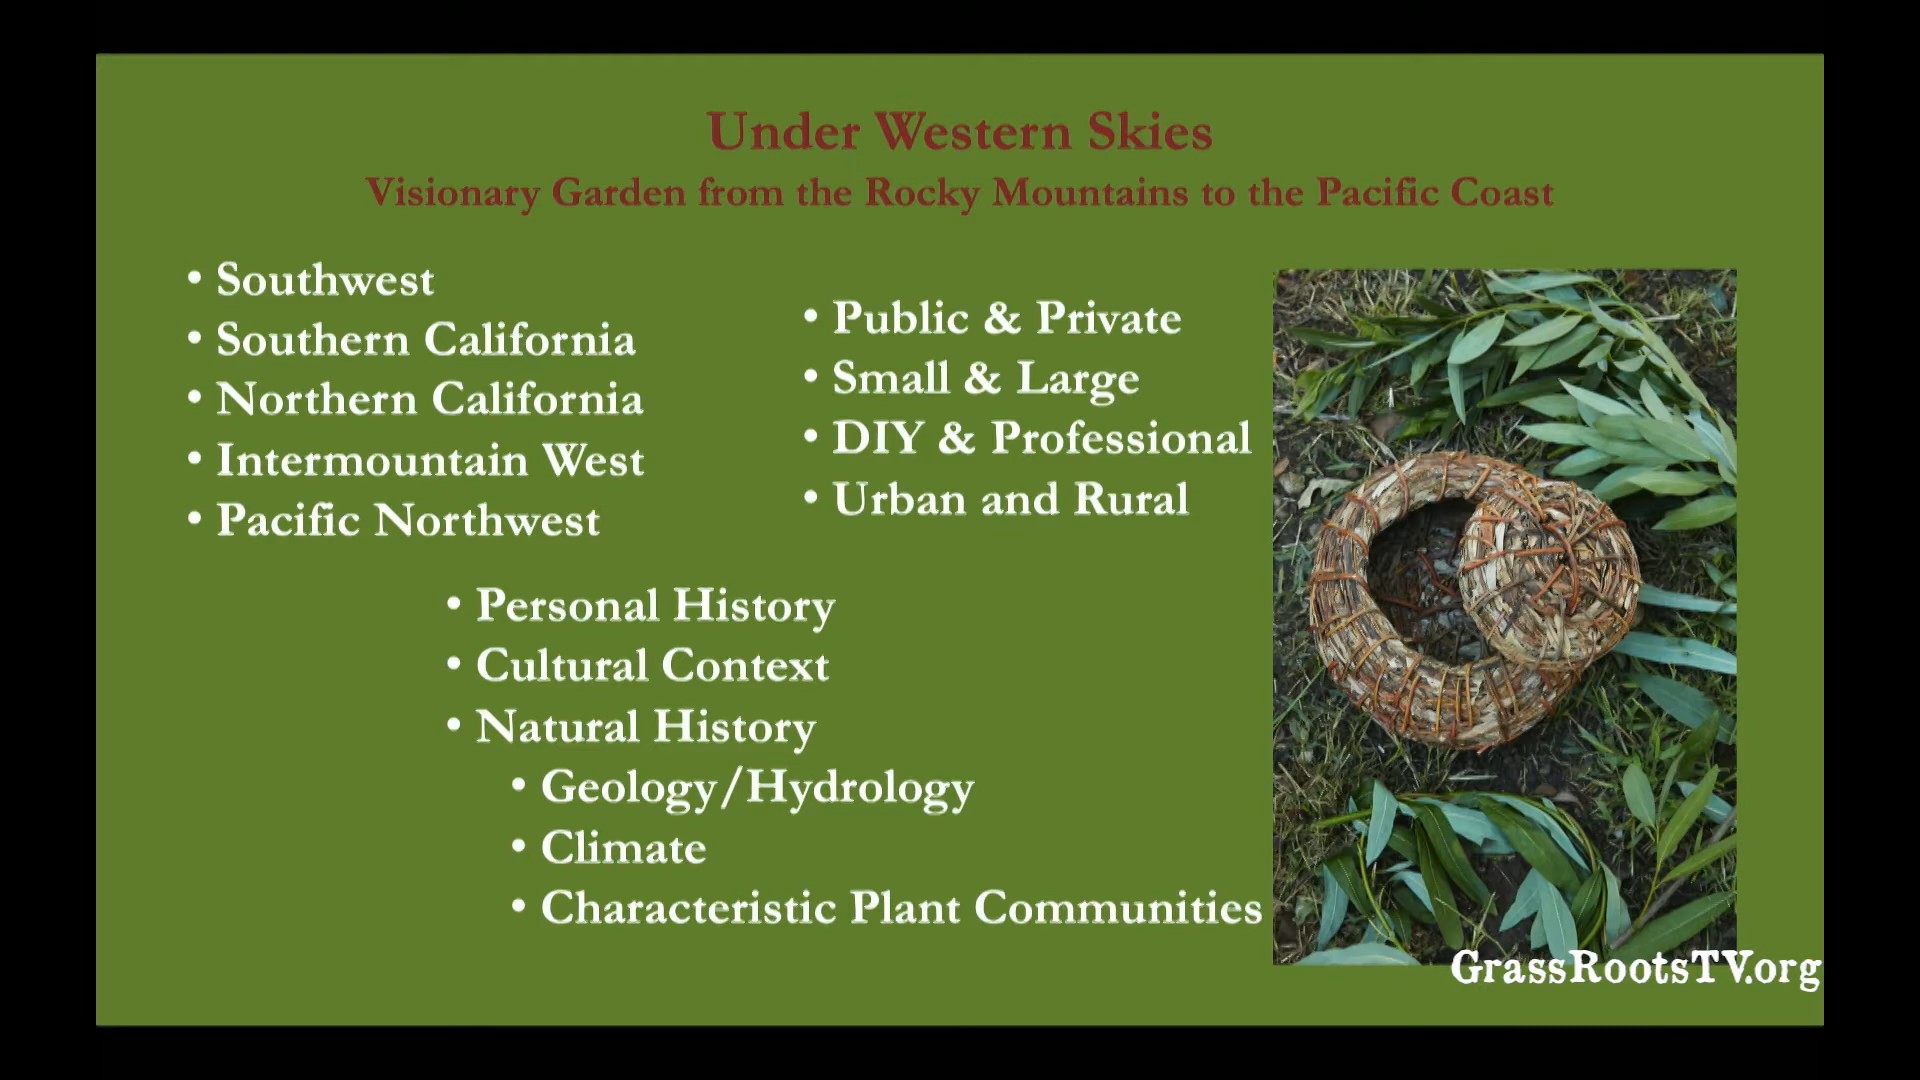 Under Western Skies
Visionary Garden from the Rocky Mountains to the Pacific Coast
• Southwest
• Southern California
• Northern California
• Intermountain West
• Pacific Northwest
• Public & Private
• Small & Large
• DIY & Professional
• Urban and Rural
• Personal History
• Cultural Context
• Natural History
• Geology/Hydrology
• Climate
• Characteristic Plant Communities
GrassRootsTV.org